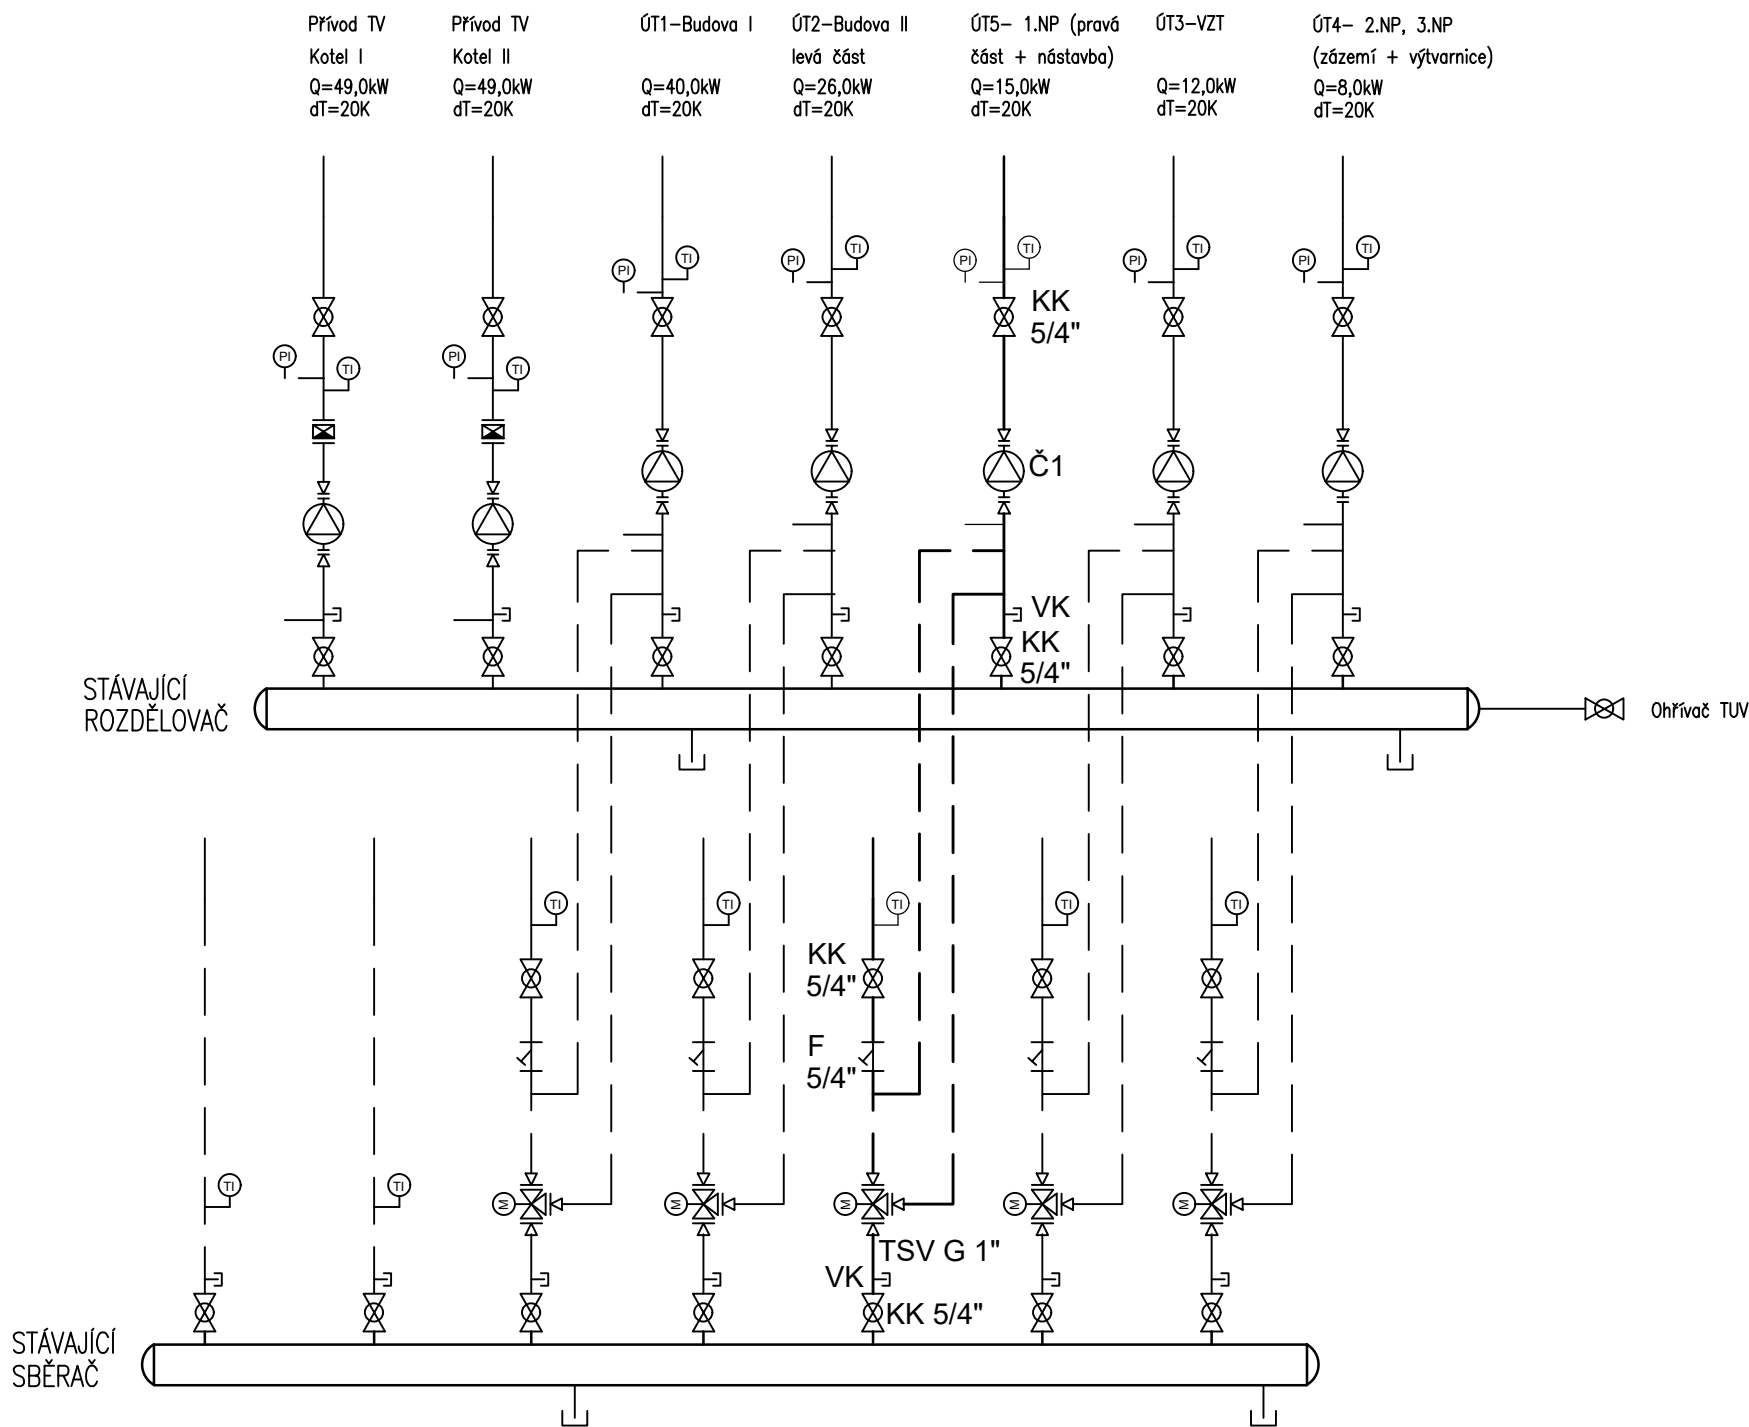 Přívod TV
Kotel I
Q=49,0kW
dT=20K
Přívod TV
Kotel II
Q=49,0kW
dT=20K
ÚT1-Budova I
Q=40,0kW
dT=20K
ÚT2-Budova II
levá část
Q=26,0kW
dT=20K
ÚT5- 1.NP (pravá
část + nástavba)
Q=15,0kW
dT=20K
ÚT3-VZT
Q=12,0kW
dT=20K
ÚT4- 2.NP, 3.NP
(zázemí + výtvarnice)
Q=8,0kW
dT=20K
PI
TI
PI
TI
PI
TI
PI
TI
PI
TI
KK
5/4"
PI
TI
PI
TI
Č1
VK
KK
5/4"
STÁVAJÍCÍ
ROZDĚLOVAČ
Ohřívač TUV
TI
TI
TI
TI
TI
KK
5/4"
F
5/4"
TI
TI
M
M
M
M
M
TSV G 1"
VK
KK 5/4"
STÁVAJÍCÍ
SBĚRAČ